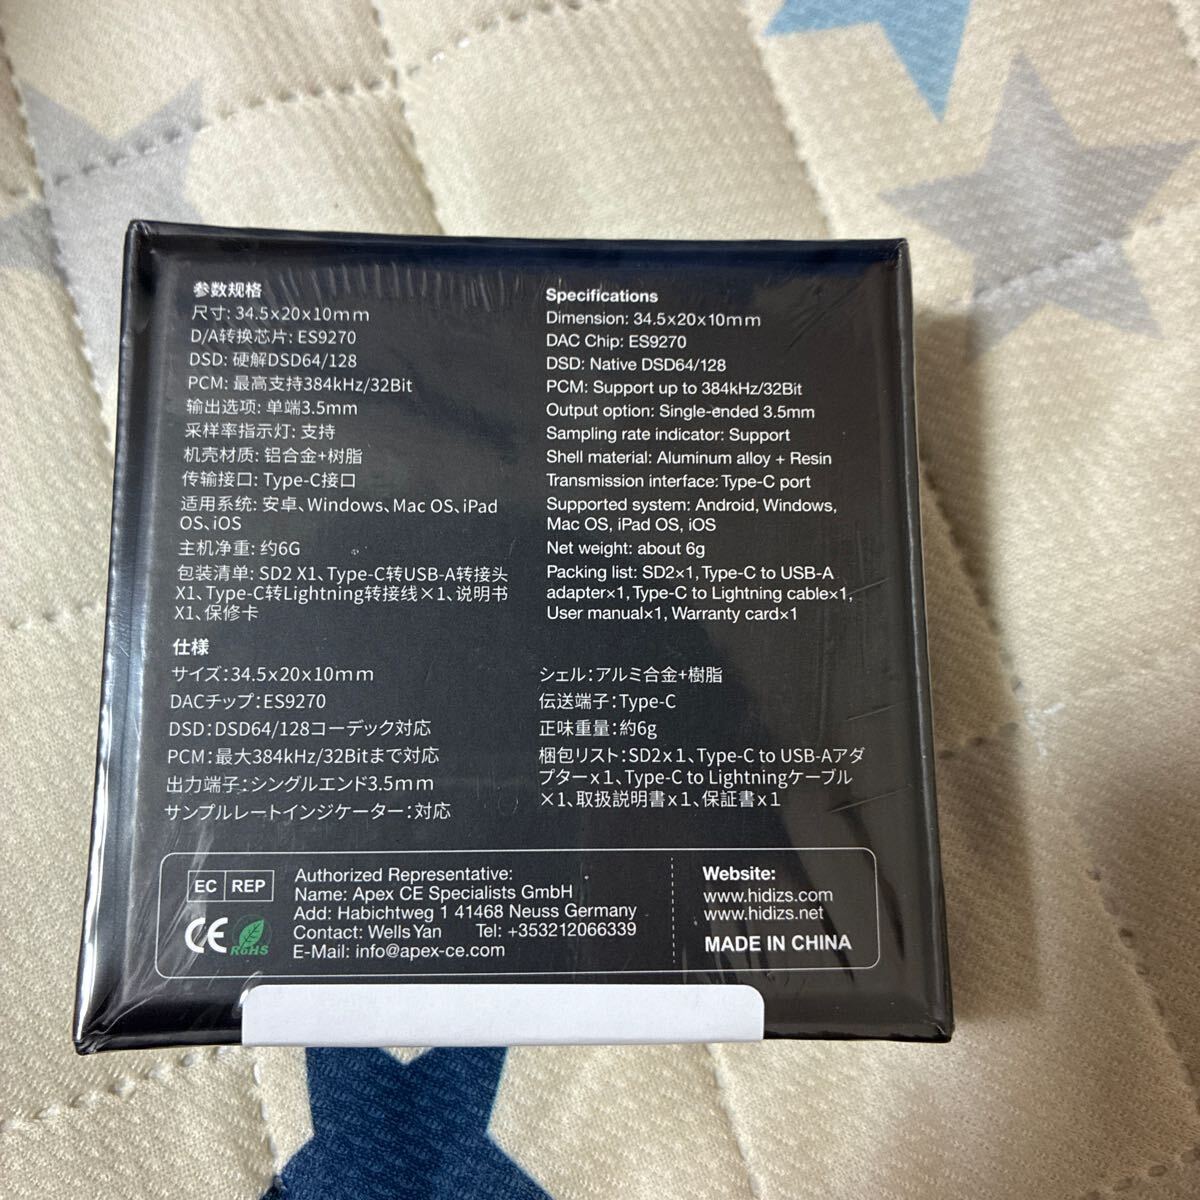 参数规格
尺寸: 34.5x20x10mm
D/A转换芯片: ES9270
DSD: 硬解DSD64/128
PCM: 最高支持384kHz/32Bit
输出选项: 单端3.5mm
采样率指示灯: 支持
机壳材质: 铝合金+树脂
传输接口: Type-C接口
适用系统: 安卓、Windows、Mac OS、iPad
OS、iOS
主机净重: 约6G
包装清单: SD2 X1、Type-C转USB-A转接头
X1、Type-C转Lightning转接线×1、说明书
X1、保修卡
Specifications
Dimension: 34.5x20x10mm
DAC Chip: ES9270
DSD: Native DSD64/128
PCM: Support up to 384kHz/32Bit
Output option: Single-ended 3.5mm
Sampling rate indicator: Support
Shell material: Aluminum alloy + Resin
Transmission interface: Type-C port
Supported system: Android, Windows,
Mac OS, iPad OS, iOS
Net weight: about 6g
Packing list: SD2×1, Type-C to USB-A
adapter×1, Type-C to Lightning cable×1,
User manual×1, Warranty card×1
仕様
サイズ:34.5x20x10mm
DACチップ:ES9270
DSD:DSD64/128コーデック対応
PCM:最大384kHz/32Bitまで対応
出力端子:シングルエンド3.5mm
サンプルレートインジケーター:対応
シェル:アルミ合金+樹脂
伝送端子:Type-C
正味重量:約6g
梱包リスト:SD2x1、Type-C to USB-Aアダ
プターx1、Type-C to Lightningケーブル
×1、取扱説明書x1、保証書x1
EC REP
CE RoHS
Authorized Representative:
Name: Apex CE Specialists GmbH
Add: Habichtweg 1 41468 Neuss Germany
Contact: Wells Yan Tel: +353212066339
E-Mail: info@apex-ce.com
Website:
www.hidizs.com
www.hidizs.net
MADE IN CHINA